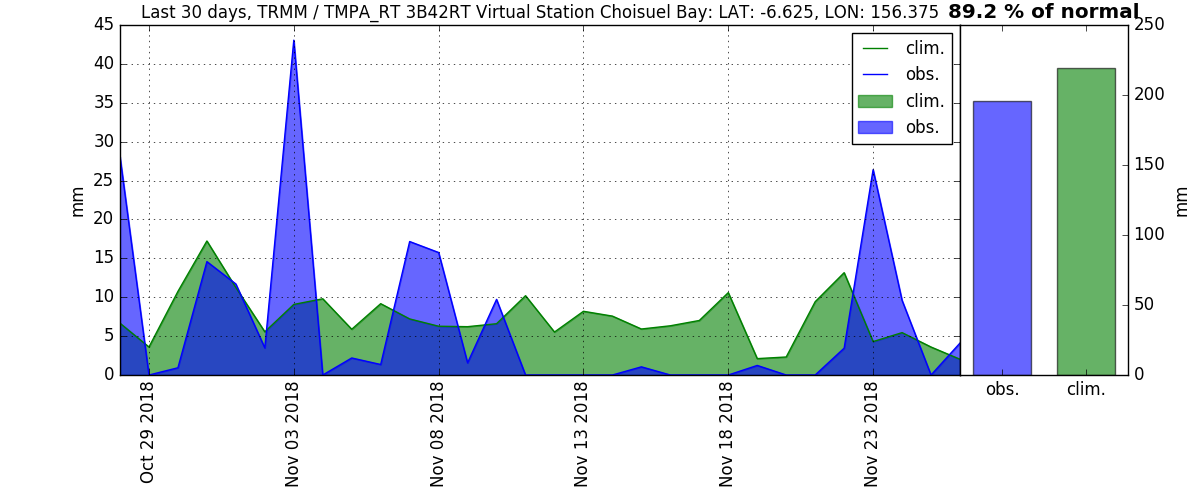 Last 30 days, TRMM / TMPA_RT 3B42RT Virtual Station Choisuel Bay: LAT: -6.625, LON: 156.375 89.2 % of normal
45
40
35
30
25
20
15
10
5
0
mm
clim.
obs.
clim.
obs.
Oct 29 2018
Nov 03 2018
Nov 08 2018
Nov 13 2018
Nov 18 2018
Nov 23 2018
250
200
150
100
50
0
mm
obs.
clim.